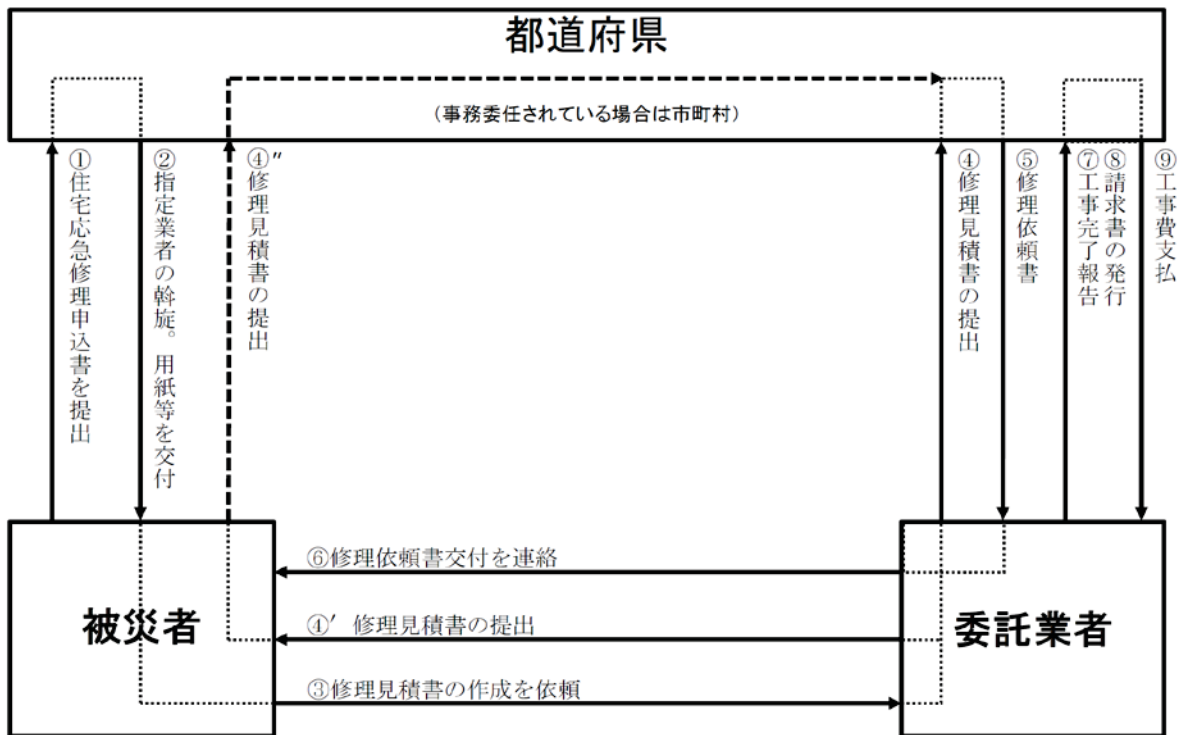 都道府県
(事務委任されている場合は市町村)
①住宅応急修理申込書を提出
②指定業者の斡旋。用紙等を交付
④″修理見積書の提出
④修理見積書の提出
⑤修理依頼書
⑦工事完了報告
⑧請求書の発行
⑨工事費支払
⑥修理依頼書交付を連絡
④′修理見積書の提出
③修理見積書の作成を依頼
被災者
委託業者